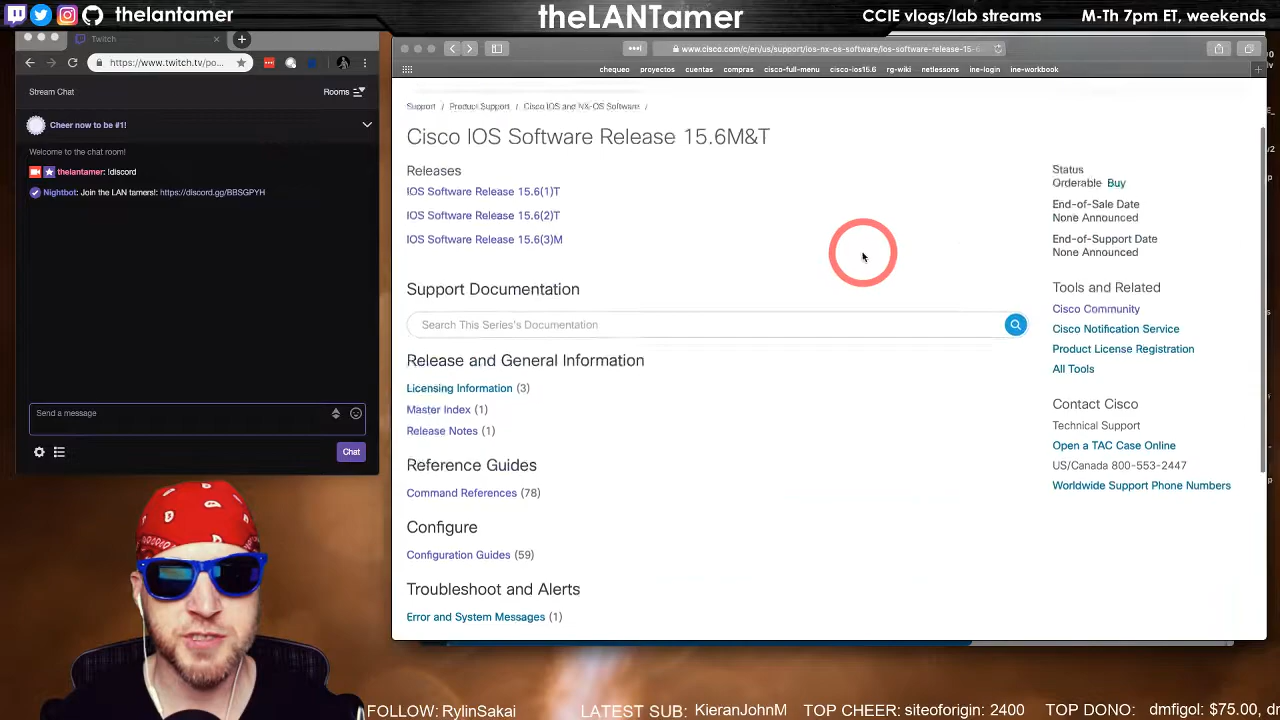 thelantamer
theLANTamer
CCIE vlogs/lab streams
M-Th 7pm ET, weekends
Twitch
https://www.twitch.tv/po...
Stream Chat
Rooms
Cheer now to be #1!
Welcome to the chat room!
thelantamer: !discord
Nightbot: Join the LAN tamers!: https://discord.gg/BBSGPYH
Send a message
Chat
www.cisco.com/c/en/us/support/ios-nx-os-software/ios-software-release-15-6-
chequeo proyectos cuentas compras cisco-full-menu cisco-ios15.6 rg-wiki netlessons ine-login ine-workbook
Support / Product Support / Cisco IOS and NX-OS Software /
Cisco IOS Software Release 15.6M&T
Releases
IOS Software Release 15.6(1)T
IOS Software Release 15.6(2)T
IOS Software Release 15.6(3)M
Support Documentation
Search This Series's Documentation
Release and General Information
Licensing Information (3)
Master Index (1)
Release Notes (1)
Reference Guides
Command References (78)
Configure
Configuration Guides (59)
Troubleshoot and Alerts
Error and System Messages (1)
Status
Orderable Buy
End-of-Sale Date
None Announced
End-of-Support Date
None Announced
Tools and Related
Cisco Community
Cisco Notification Service
Product License Registration
All Tools
Contact Cisco
Technical Support
Open a TAC Case Online
US/Canada 800-553-2447
Worldwide Support Phone Numbers
FOLLOW: RylinSakai
LATEST SUB: KieranJohnM
TOP CHEER: siteoforigin: 2400
TOP DONO: dmfigol: $75.00, d